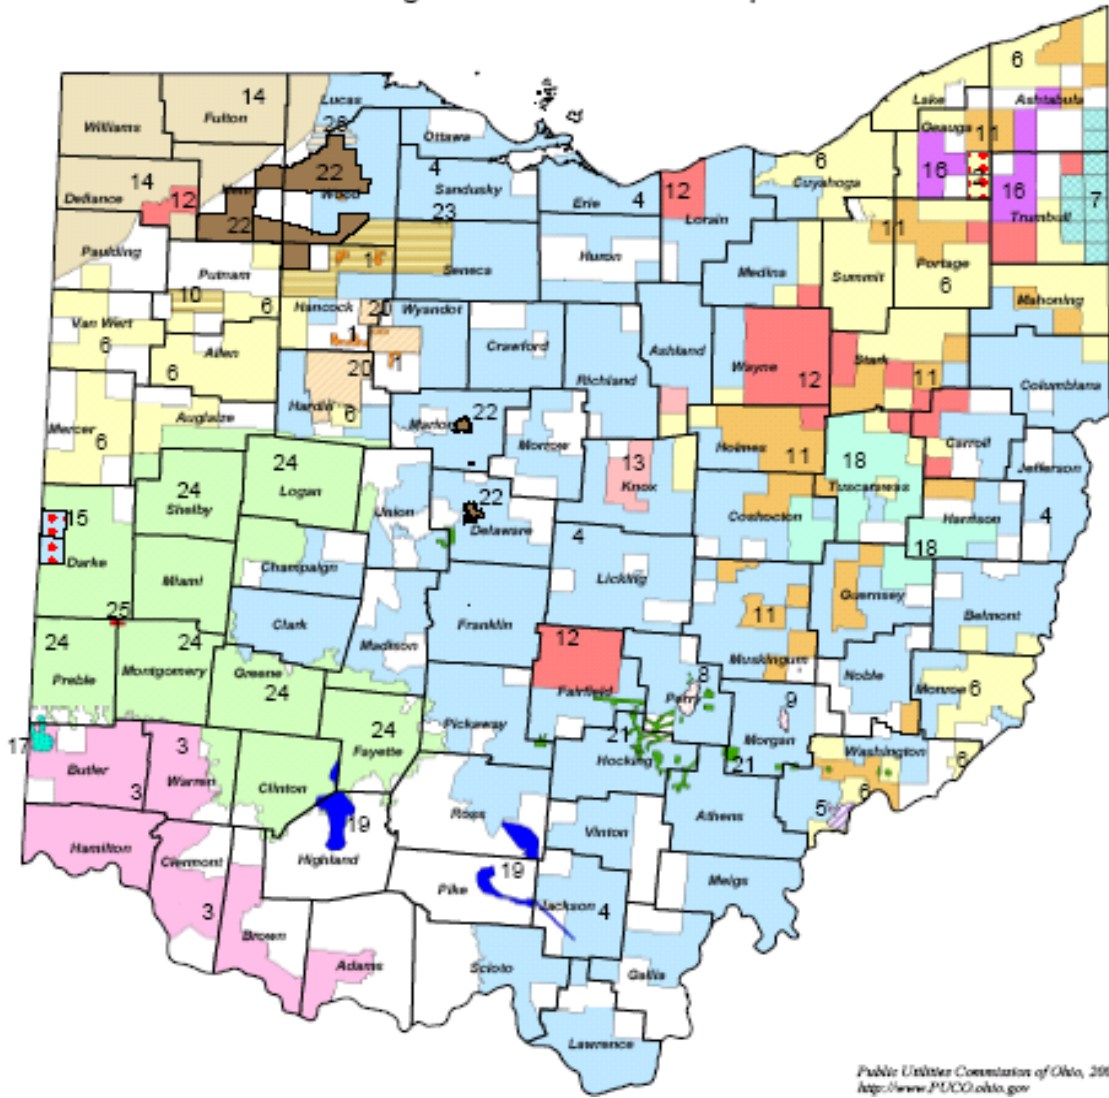 14
Williams
Fulton
Lucas
26
Ottawa
6
Lake
Ashtabula
Geauga
11
14
Defiance
12
22
Wood
4
Sandusky
Erie
4
12
Lorain
6
Cuyahoga
16
16
7
Trumbull
22
23
Paulding
Putnam
1
Seneca
Huron
Medina
Summit
11
Portage
6
10
6
Hancock
20
Wyandot
Mahoning
Van Wert
6
Allen
6
1
20
1
Crawford
Richland
Ashland
Wayne
12
Stark
11
Columbiana
Mercer
6
Auglaize
Hardin
6
Marion
22
Morrow
Holmes
11
Carroll
Jefferson
24
Logan
24
Shelby
13
Knox
18
Tuscarawas
Union
22
Delaware
Coshocton
Harrison
4
15
Darke
Miami
Champaign
4
Licking
18
Guernsey
Belmont
25
Clark
Franklin
11
Muskingum
24
Preble
24
Montgomery
Madison
12
Fairfield
Noble
Monroe
6
Greene
24
8
Perry
9
Morgan
24
Fayette
Pickaway
21
Hocking
21
Washington
6
17
3
Butler
3
Warren
Clinton
5
6
Hamilton
Clermont
19
Highland
Ross
Vinton
Athens
3
Pike
19
Jackson
4
Meigs
Brown
Adams
Scioto
Gallia
Lawrence
Public Utilities Commission of Ohio,
http://www.PUCO.ohio.gov